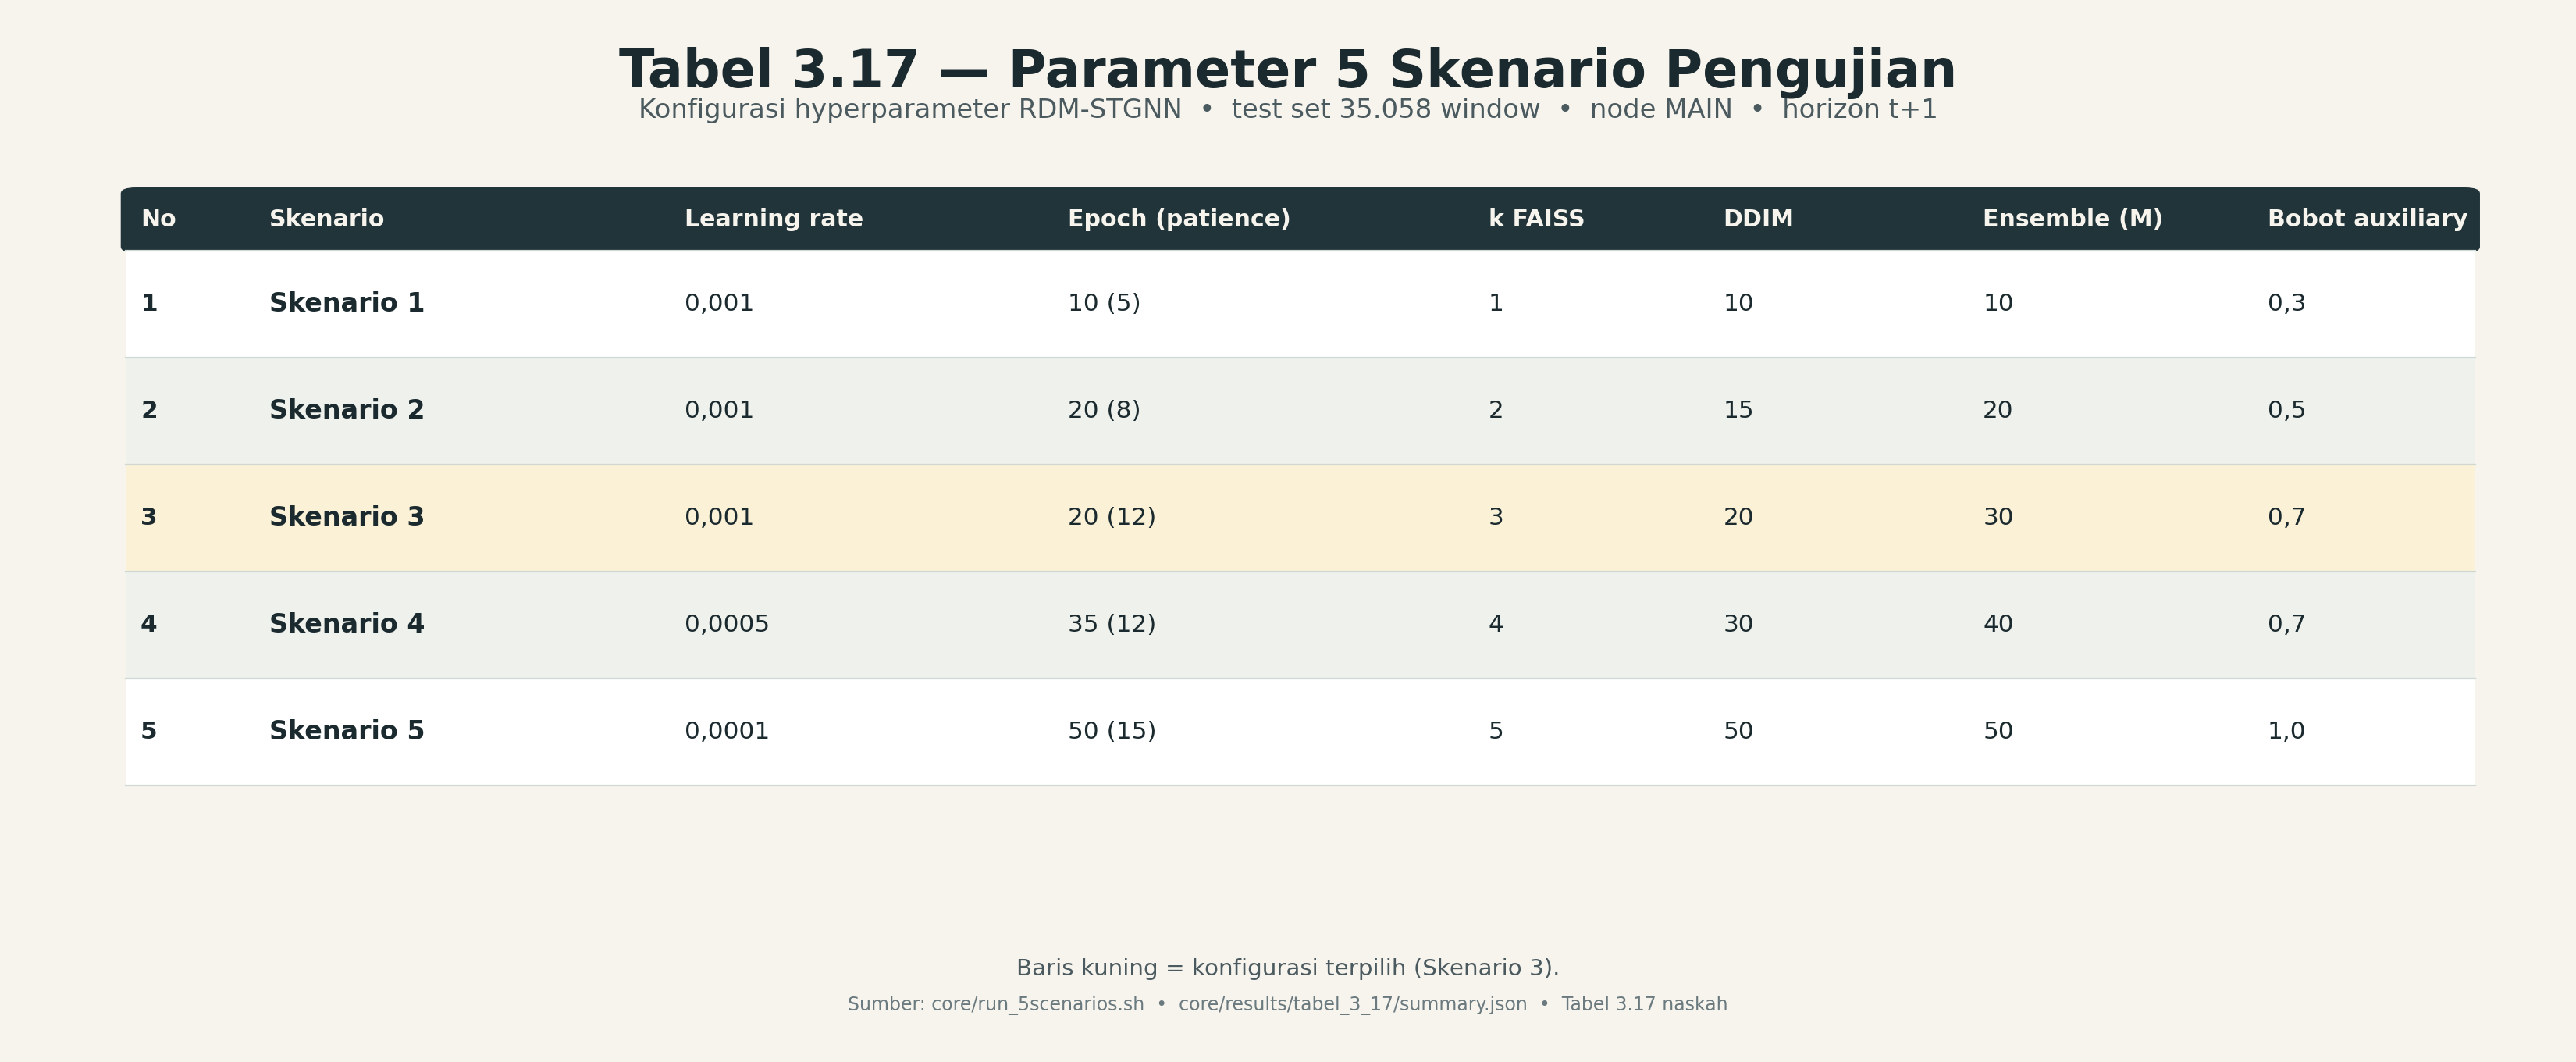 Tabel 3.17 — Parameter 5 Skenario Pengujian
Konfigurasi hyperparameter RDM-STGNN • test set 35.058 window • node MAIN • horizon t+1
No Skenario Learning rate Epoch (patience) k FAISS DDIM Ensemble (M) Bobot auxiliary
1 Skenario 1 0,001 10 (5) 1 10 10 0,3
2 Skenario 2 0,001 20 (8) 2 15 20 0,5
3 Skenario 3 0,001 20 (12) 3 20 30 0,7
4 Skenario 4 0,0005 35 (12) 4 30 40 0,7
5 Skenario 5 0,0001 50 (15) 5 50 50 1,0
Baris kuning = konfigurasi terpilih (Skenario 3).
Sumber: core/run_5scenarios.sh • core/results/tabel_3_17/summary.json • Tabel 3.17 naskah